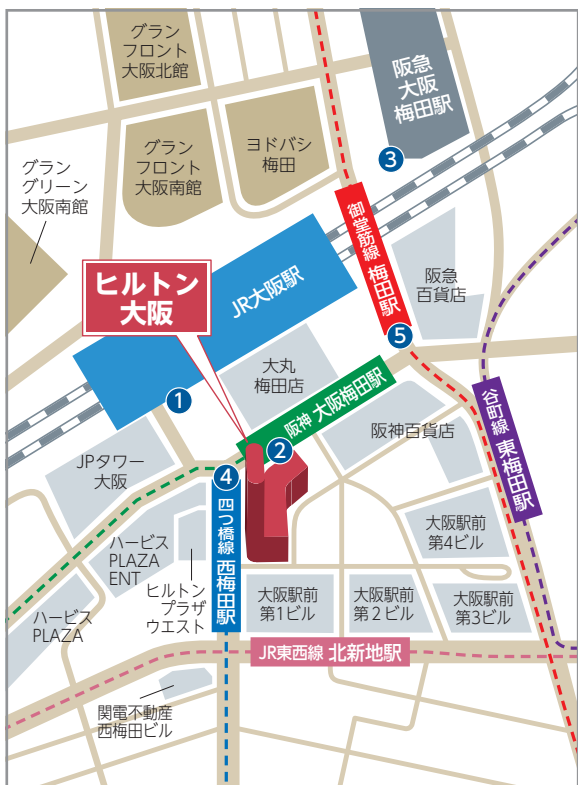 グラン
フロント
大阪北館
阪急
大阪
梅田駅
3
グラン
フロント
大阪南館
ヨドバシ
梅田
グラン
グリーン
大阪南館
御堂筋線 梅田駅
阪急
百貨店
ヒルトン
大阪
JR大阪駅
5
大丸
梅田店
1
阪神 大阪梅田駅
谷町線 東梅田駅
阪神百貨店
2
JPタワー
大阪
4
四つ橋線 西梅田駅
大阪駅前
第4ビル
ハービス
PLAZA
ENT
ヒルトン
プラザ
ウエスト
大阪駅前
第1ビル
大阪駅前
第2ビル
大阪駅前
第3ビル
ハービス
PLAZA
JR東西線 北新地駅
関電不動産
西梅田ビル